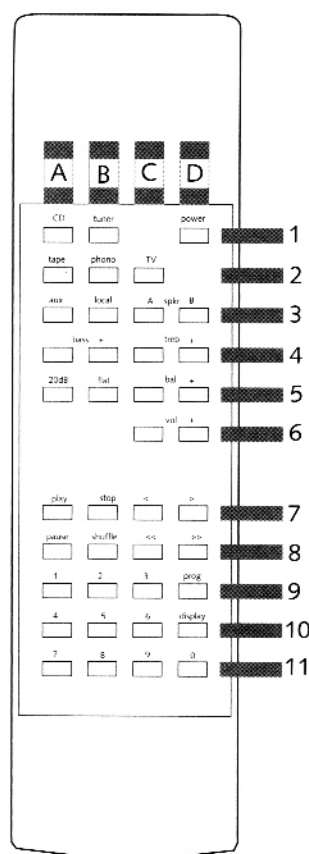 A B C D
CD tuner power 1
tape phono TV 2
aux local A spkr B 3
bass + treb + 4
20dB flat bal + 5
vol + 6
play stop < > 7
pause shuffle << >> 8
1 2 3 prog 9
4 5 6 display 10
7 8 9 0 11